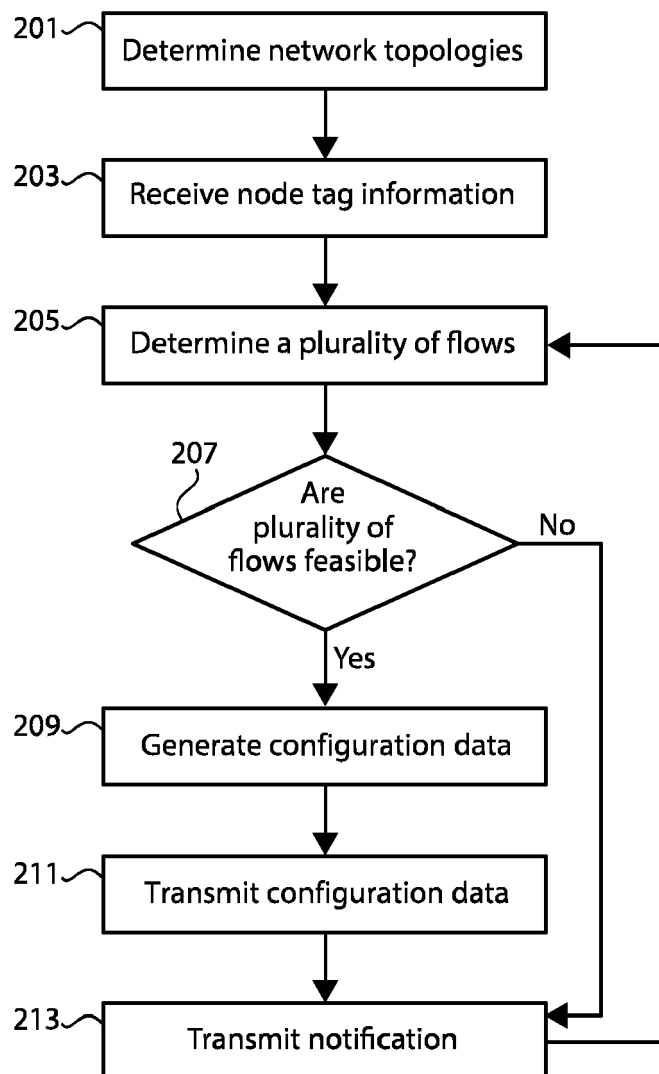 201
Determine network topologies
203
Receive node tag information
205
Determine a plurality of flows
207
Are
plurality of
flows feasible?
No
Yes
209
Generate configuration data
211
Transmit configuration data
213
Transmit notification